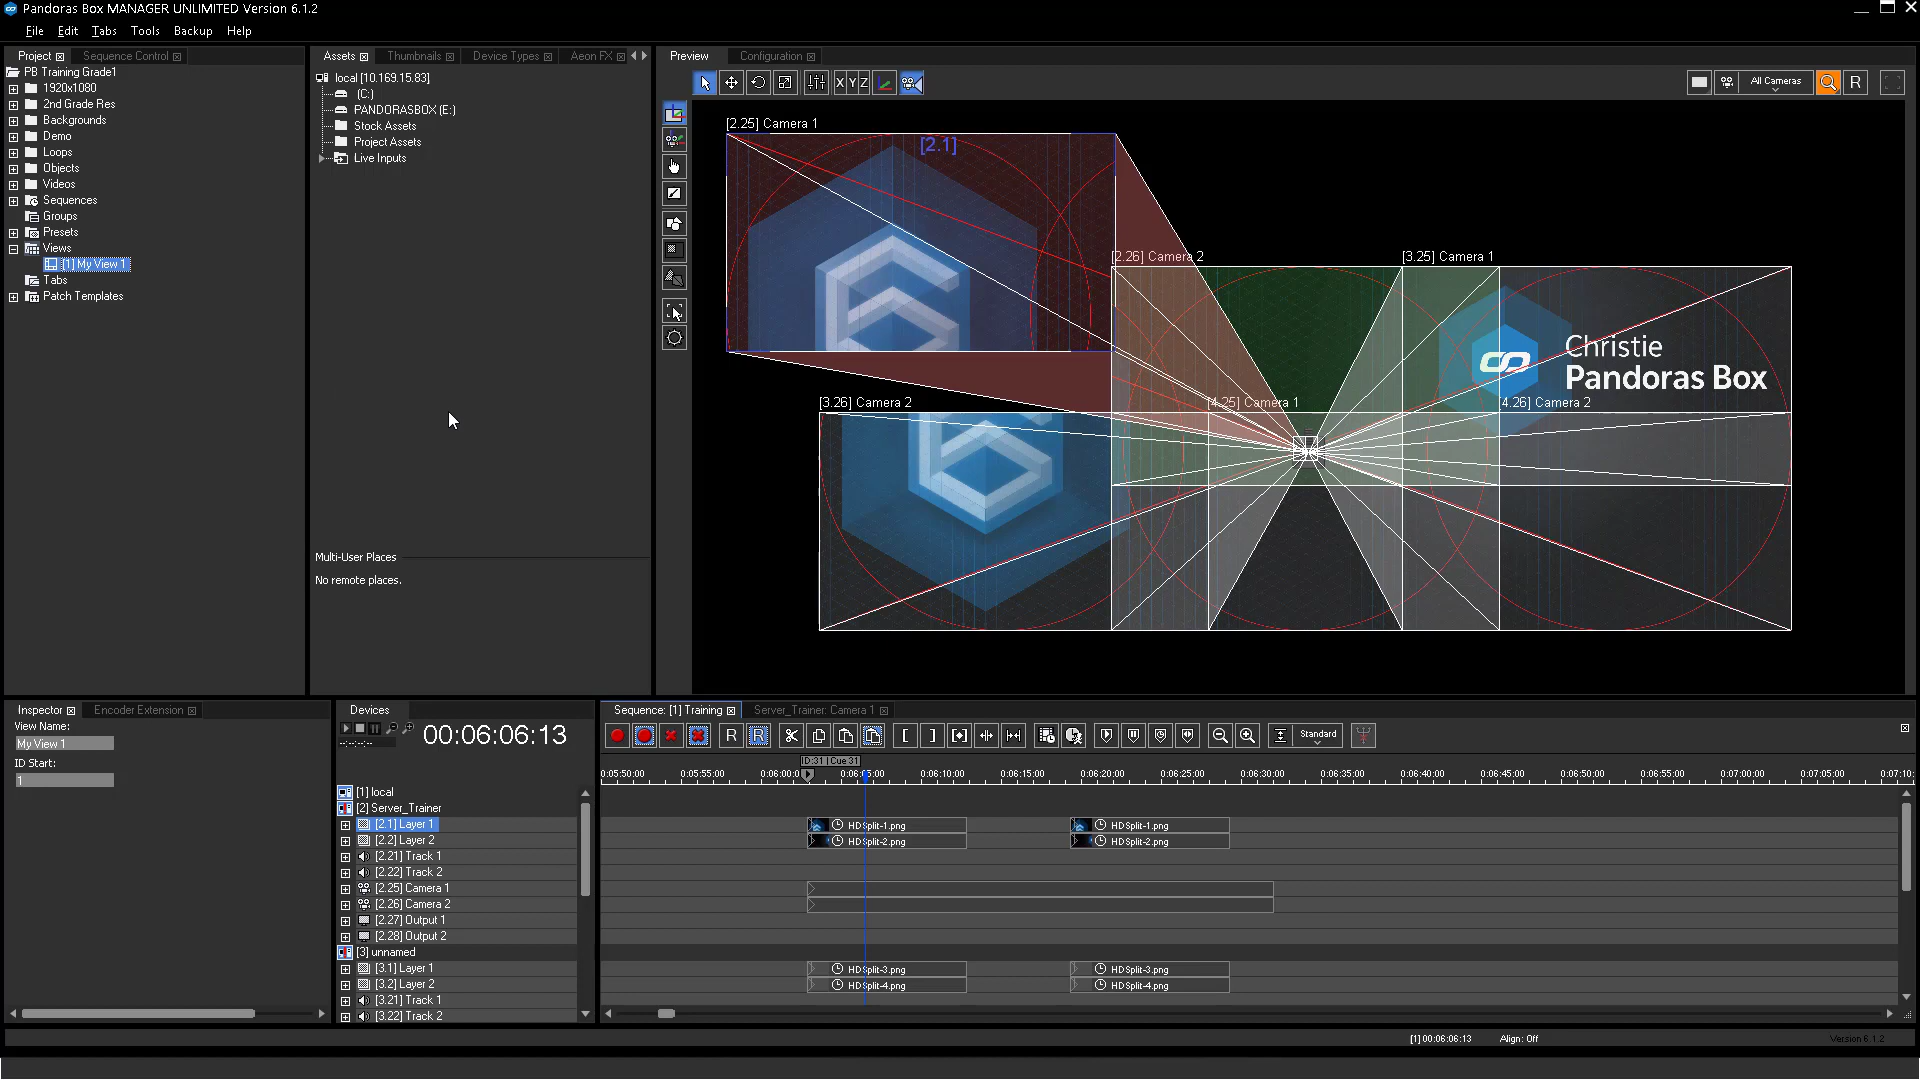 Pandoras Box MANAGER UNLIMITED Version 6.1.2
File Edit Tabs Tools Backup Help
Project Sequence Control
PB Training Grade1
1920x1080
2nd Grade Res
Backgrounds
Demo
Loops
Objects
Videos
Sequences
Groups
Presets
Views
[1] My View 1
Tabs
Patch Templates
Assets Thumbnails Device Types Aeon FX
local [10.169.15.83]
(C:)
PANDORASBOX (E:)
Stock Assets
Project Assets
Live Inputs
Multi-User Places
No remote places.
Preview Configuration
X Y Z
All Cameras
R
[2.25] Camera 1
[2.1]
[2.26] Camera 2
[3.25] Camera 1
Christie
Pandoras Box
[3.26] Camera 2
[4.25] Camera 1
[4.26] Camera 2
Inspector Encoder Extension
View Name:
My View 1
ID Start:
1
Devices
--:--:--:--
00:06:06:13
[1] local
[2] Server_Trainer
[2.1] Layer 1
[2.2] Layer 2
[2.21] Track 1
[2.22] Track 2
[2.25] Camera 1
[2.26] Camera 2
[2.27] Output 1
[2.28] Output 2
[3] unnamed
[3.1] Layer 1
[3.2] Layer 2
[3.21] Track 1
[3.22] Track 2
Sequence: [1] Training Server_Trainer: Camera 1
R R
Standard
ID:31 | Cue 31
0:05:50:00 0:05:55:00 0:06:00:00 0:06:05:00 0:06:10:00 0:06:15:00 0:06:20:00 0:06:25:00 0:06:30:00 0:06:35:00 0:06:40:00 0:06:45:00 0:06:50:00 0:06:55:00 0:07:00:00 0:07:05:00 0:07:10:
HDSplit-1.png HDSplit-1.png
HDSplit-2.png HDSplit-2.png
HDSplit-3.png HDSplit-3.png
HDSplit-4.png HDSplit-4.png
[1] 00:06:06:13 Align: Off Version 6.1.2